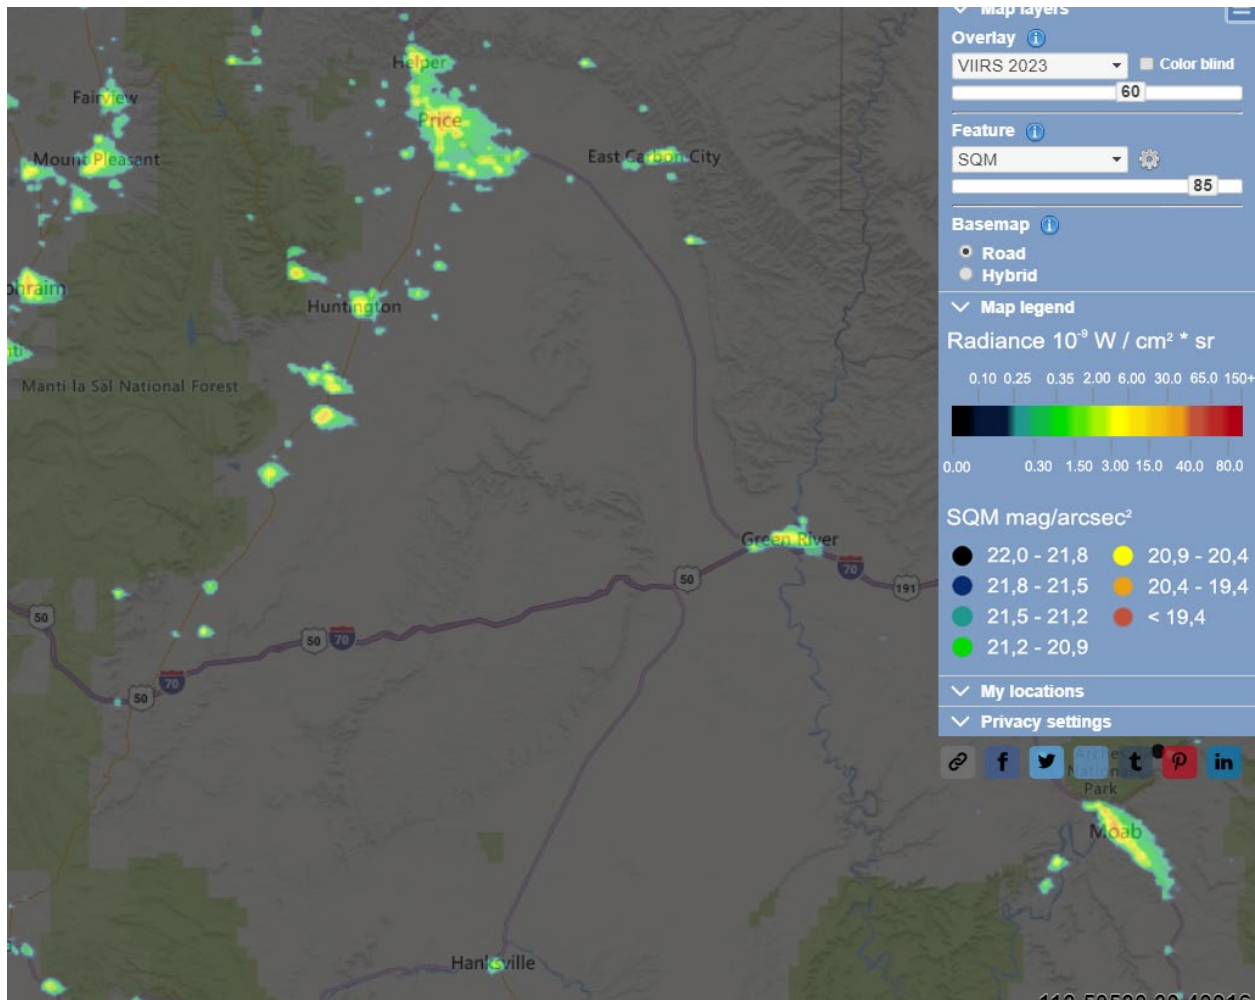 Map layers
Overlay
VIIRS 2023
Color blind
60
Feature
SQM
85
Basemap
Road
Hybrid
Map legend
Radiance 10⁻⁹ W / cm² * sr
0.10 0.25 0.35 2.00 6.00 30.0 65.0 150+
0.00 0.30 1.50 3.00 15.0 40.0 80.0
SQM mag/arcsec²
22,0 - 21,8 20,9 - 20,4
21,8 - 21,5 20,4 - 19,4
21,5 - 21,2 < 19,4
21,2 - 20,9
My locations
Privacy settings
f t in
Helper
Fairview
Price
Mount Pleasant
East Carbon City
phraim
Huntington
nti
Manti la Sal National Forest
Green River
50
70
191
50
50
70
50
70
Arches
National
Park
Moab
Hanksville